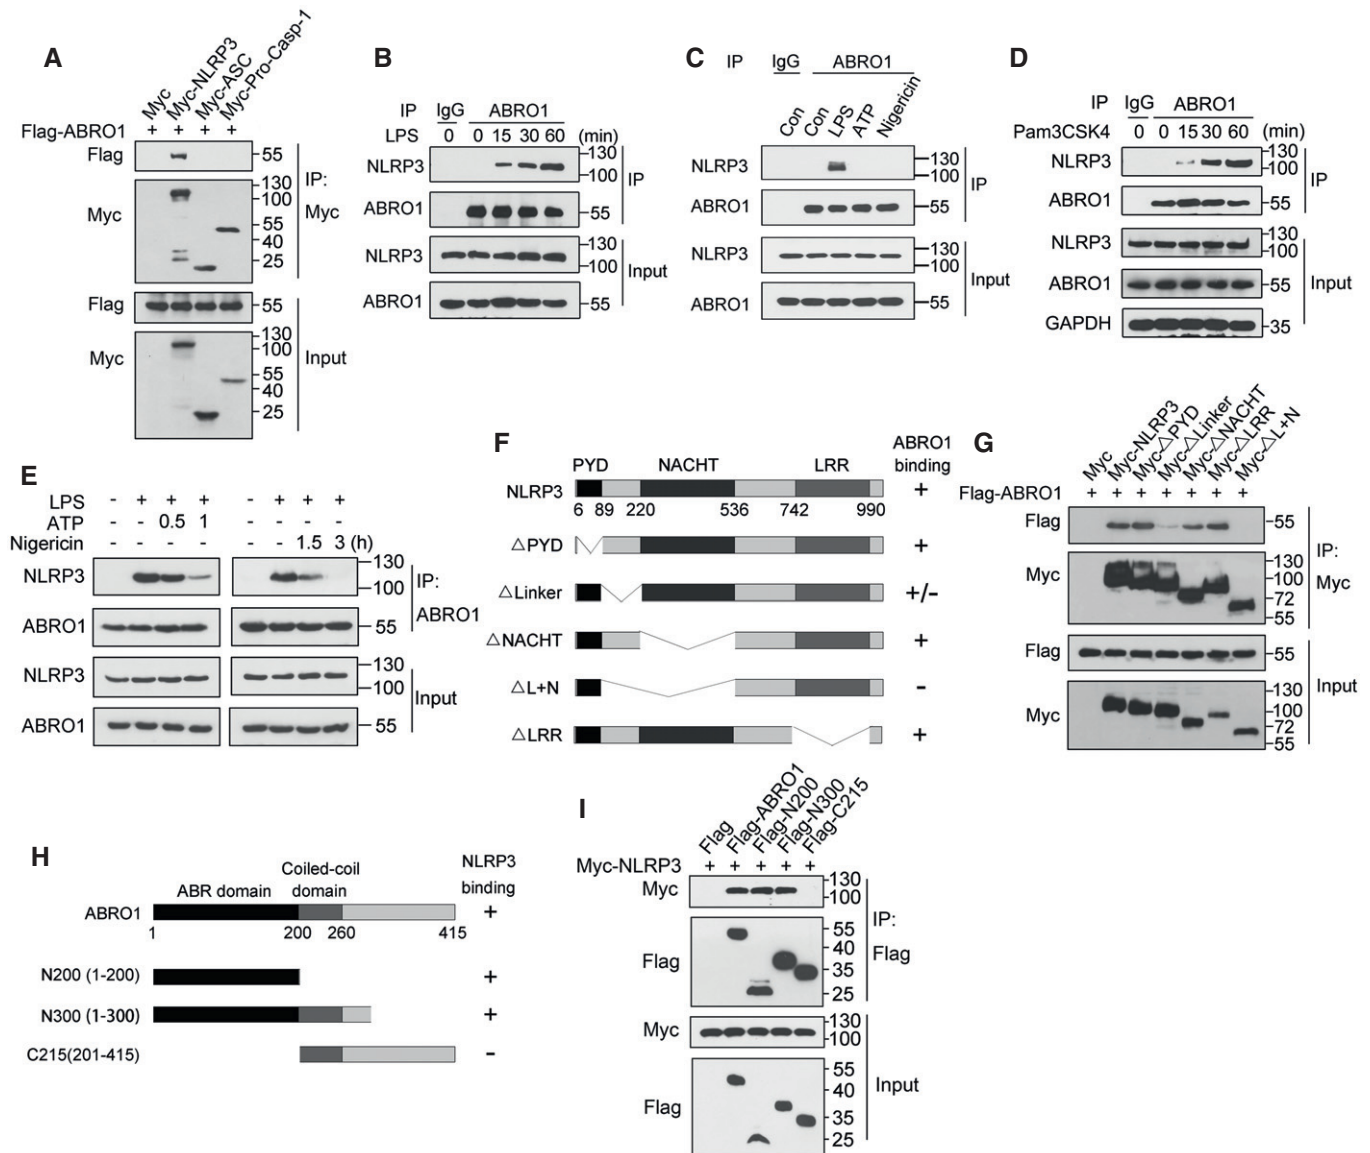 A
Myc
Myc-NLRP3
Myc-ASC
Myc-Pro-Casp-1
Flag-ABRO1 + + + +
Flag 55
Myc 130 100 55 40 25
IP: Myc
Flag 55
Myc 130 100 55 40 25
Input
B
IP IgG ABRO1
LPS 0 0 15 30 60 (min)
NLRP3 130 100
ABRO1 55
IP
NLRP3 130 100
ABRO1 55
Input
C
IP IgG ABRO1
Con Con LPS ATP Nigericin
NLRP3 130 100
ABRO1 55
IP
NLRP3 130 100
ABRO1 55
Input
D
IP IgG ABRO1
Pam3CSK4 0 0 15 30 60 (min)
NLRP3 130 100
ABRO1 55
IP
NLRP3 130 100
ABRO1 55
GAPDH 35
Input
E
LPS - + + + - + + +
ATP - - 0.5 1 - - - -
Nigericin - - - - - - 1.5 3 (h)
NLRP3 130 100
ABRO1 55
IP: ABRO1
NLRP3 130 100
ABRO1 55
Input
F
PYD NACHT LRR ABRO1 binding
NLRP3 +
6 89 220 536 742 990
△PYD +
△Linker +/-
△NACHT +
△L+N -
△LRR +
G
Myc
Myc-NLRP3
Myc-△PYD
Myc-△Linker
Myc-△NACHT
Myc-△LRR
Myc-△L+N
Flag-ABRO1 + + + + + + +
Flag 55
Myc 130 100 72 55
IP: Myc
Flag 55
Myc 130 100 72 55
Input
H
ABR domain Coiled-coil domain NLRP3 binding
ABRO1 +
1 200 260 415
N200 (1-200) +
N300 (1-300) +
C215(201-415) -
I
Flag
Flag-ABRO1
Flag-N200
Flag-N300
Flag-C215
Myc-NLRP3 + + + + +
Myc 130 100
Flag 55 40 35 25
IP: Flag
Myc 130 100
Flag 55 40 35 25
Input